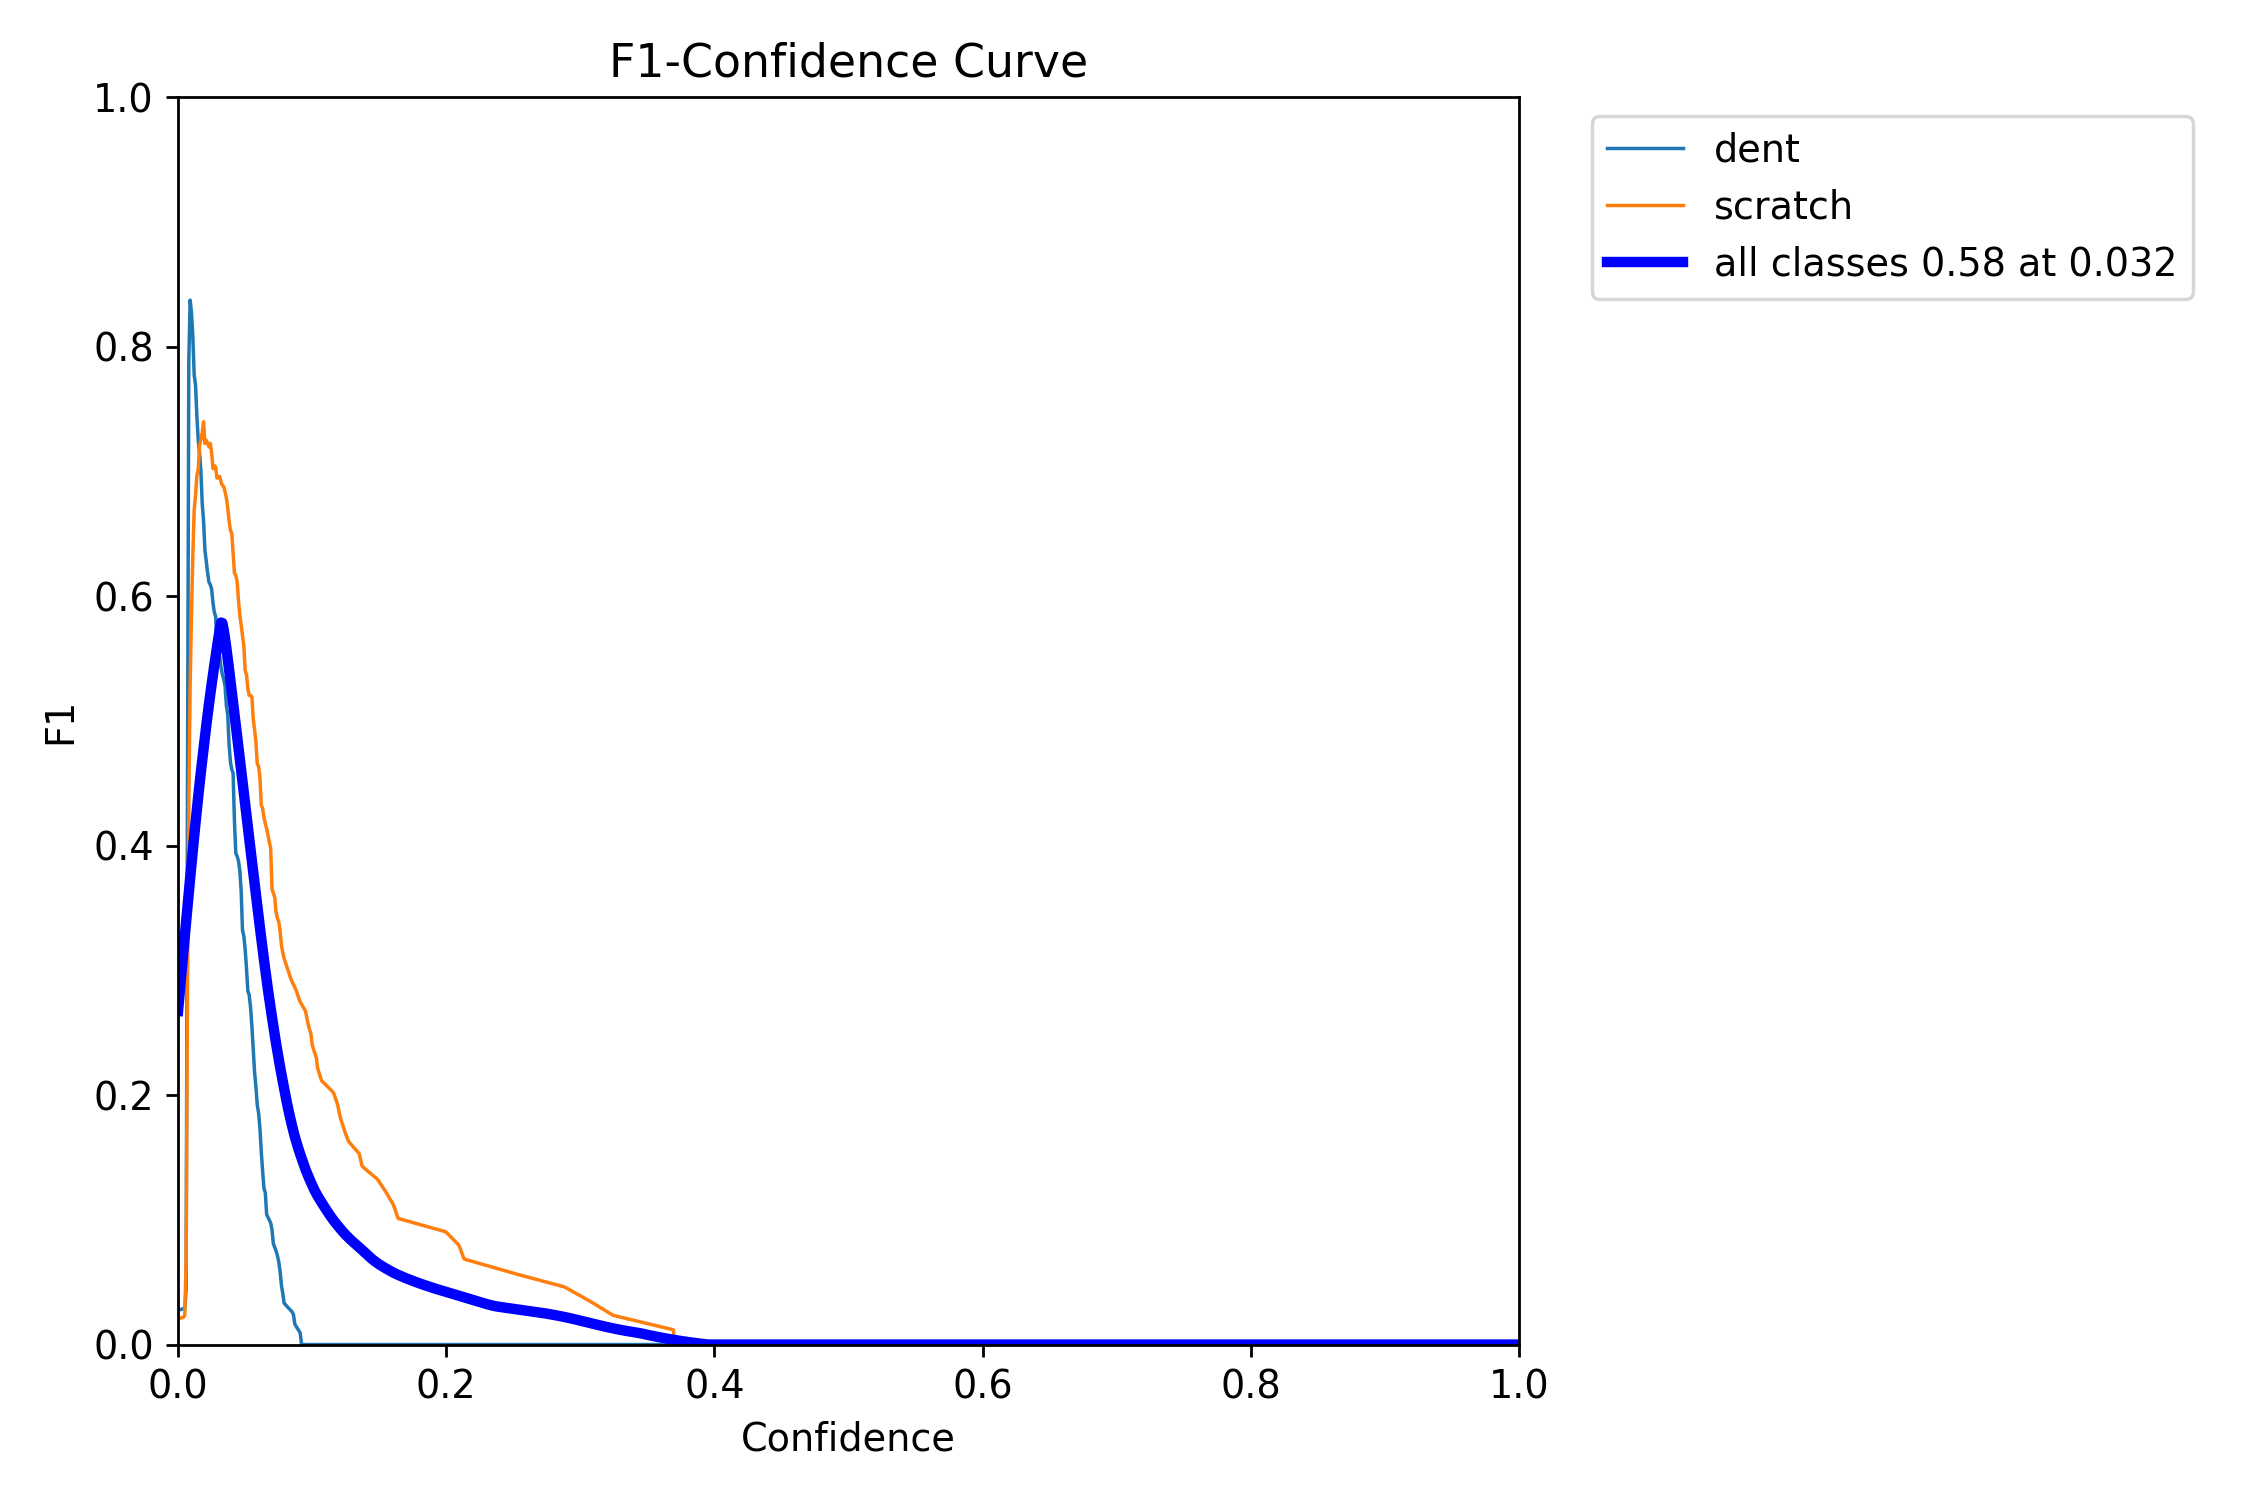 F1-Confidence Curve
1.0
0.8
0.6
0.4
0.2
0.0
F1
0.0 0.2 0.4 0.6 0.8 1.0
Confidence
dent
scratch
all classes 0.58 at 0.032